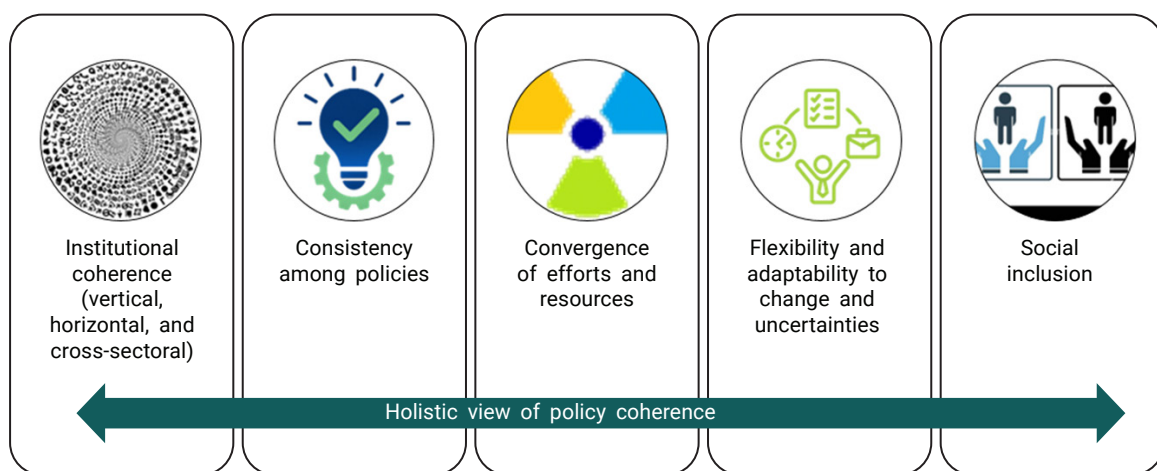 Institutional
coherence
(vertical,
horizontal, and
cross-sectoral)
Consistency
among policies
Convergence
of efforts and
resources
Flexibility and
adaptability to
change and
uncertainties
Social
inclusion
Holistic view of policy coherence